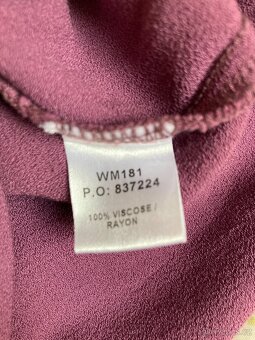 WM181
P.O: 837224
100% VISCOSE /
RAYON